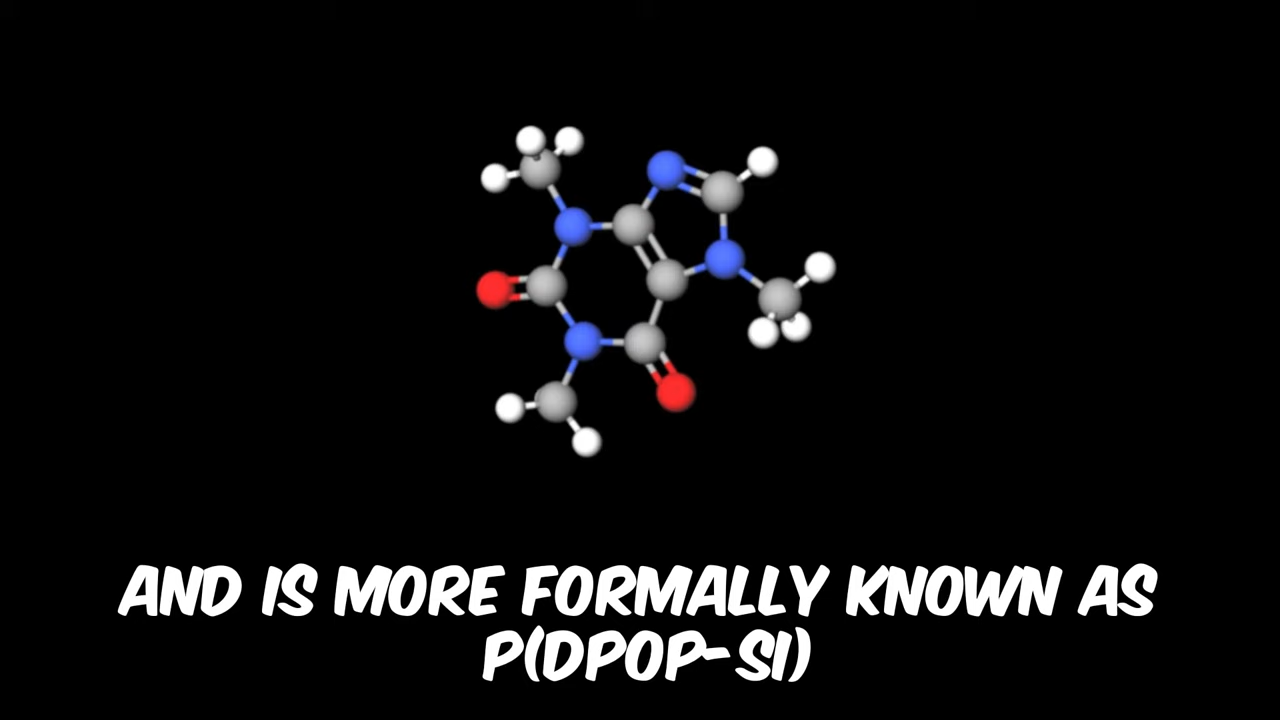 AND IS MORE FORMALLY KNOWN AS
P(DPOP-SI)